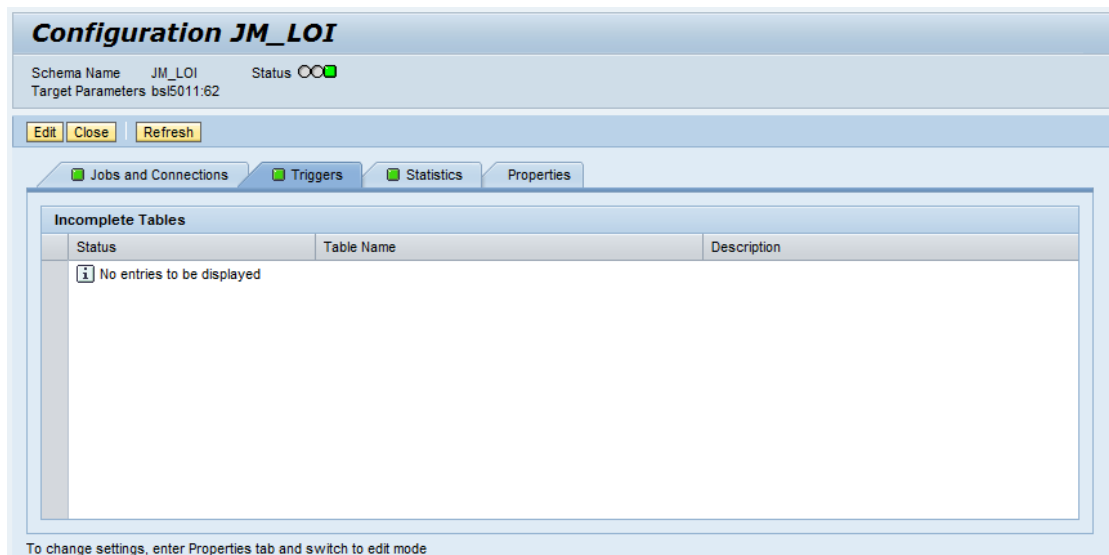 Configuration JM_LOI
Schema Name JM_LOI Status
Target Parameters bsl5011:62
Edit Close Refresh
Jobs and Connections Triggers Statistics Properties
Incomplete Tables
Status Table Name Description
No entries to be displayed
To change settings, enter Properties tab and switch to edit mode